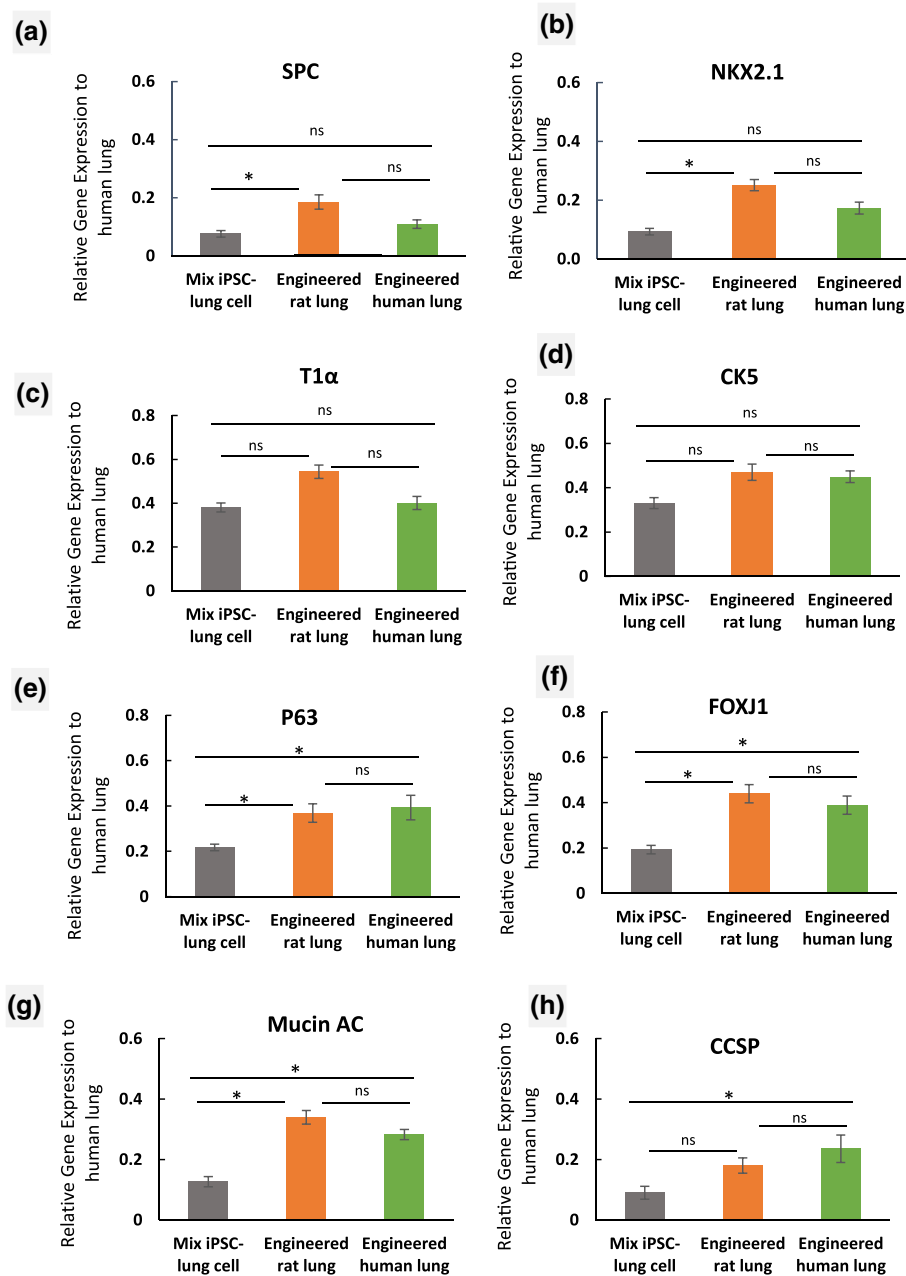 (a)
SPC
Relative Gene Expression to
human lung
0.6
0.4
0.2
0
ns
*
ns
Mix iPSC-
lung cell
Engineered
rat lung
Engineered
human lung
(b)
NKX2.1
Relative Gene Expression to
human lung
0.6
0.4
0.2
0.0
ns
*
ns
Mix iPSC-
lung cell
Engineered
rat lung
Engineered
human lung
(c)
T1α
Relative Gene Expression to
human lung
0.8
0.6
0.4
0.2
0
ns
ns
ns
Mix iPSC-
lung cell
Engineered
rat lung
Engineered
human lung
(d)
CK5
Relative Gene Expression to
human lung
0.8
0.6
0.4
0.2
0
ns
ns
ns
Mix iPSC-
lung cell
Engineered
rat lung
Engineered
human lung
(e)
P63
Relative Gene Expression to
human lung
0.8
0.6
0.4
0.2
0
*
*
ns
Mix iPSC-
lung cell
Engineered
rat lung
Engineered
human lung
(f)
FOXJ1
Relative Gene Expression to
human lung
0.8
0.6
0.4
0.2
0
*
*
ns
Mix iPSC-
lung cell
Engineered
rat lung
Engineered
human lung
(g)
Mucin AC
Relative Gene Expression to
human lung
0.6
0.4
0.2
0
*
*
ns
Mix iPSC-
lung cell
Engineered
rat lung
Engineered
human lung
(h)
CCSP
Relative Gene Expression to
human lung
0.6
0.4
0.2
0
*
ns
ns
Mix iPSC-
lung cell
Engineered
rat lung
Engineered
human lung